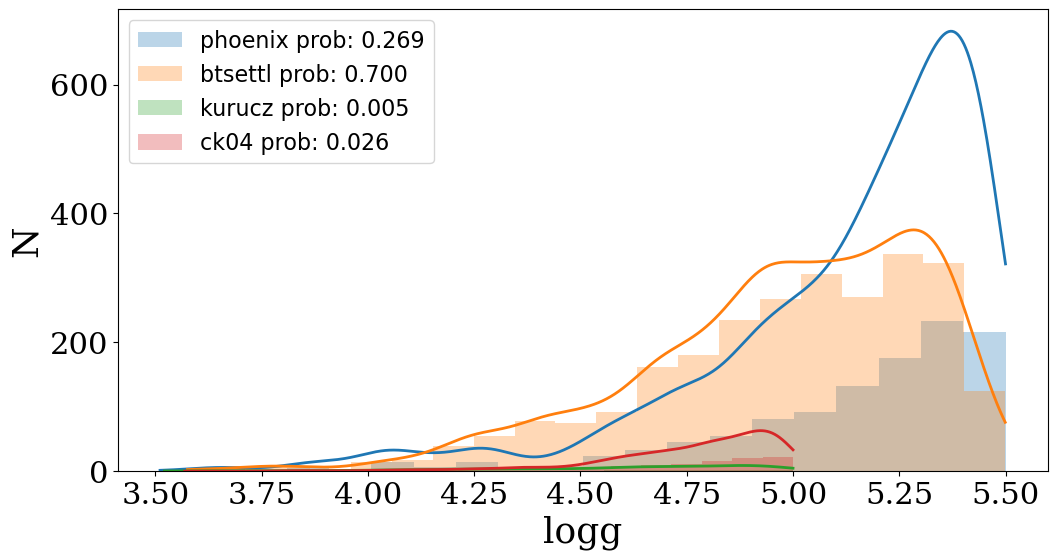 phoenix prob: 0.269
btsettl prob: 0.700
kurucz prob: 0.005
ck04 prob: 0.026
600
400
200
0
N
3.50 3.75 4.00 4.25 4.50 4.75 5.00 5.25 5.50
logg